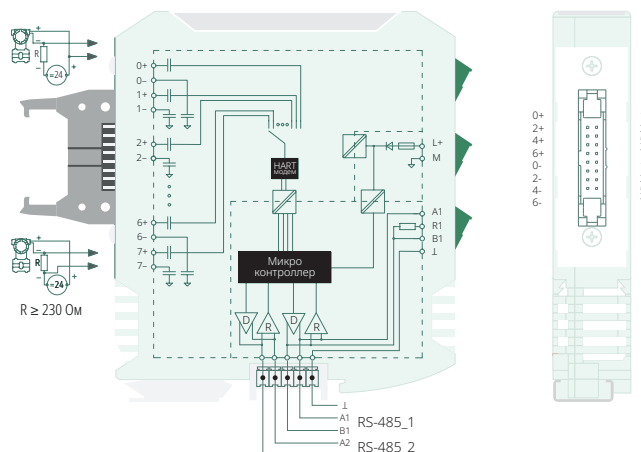 0+
0–
1+
1–
2+
2–
6+
6–
7+
7–
R
=24
+
–
–
R
=24
+
–
–
R ≥ 230 Ом
HART
модем
Микро
контроллер
D
R
D
R
L+
M
A1
R1
B1
⊥
⊥
A1
RS-485_1
B1
A2
RS-485_2
0+
2+
4+
6+
0-
2-
4-
6-